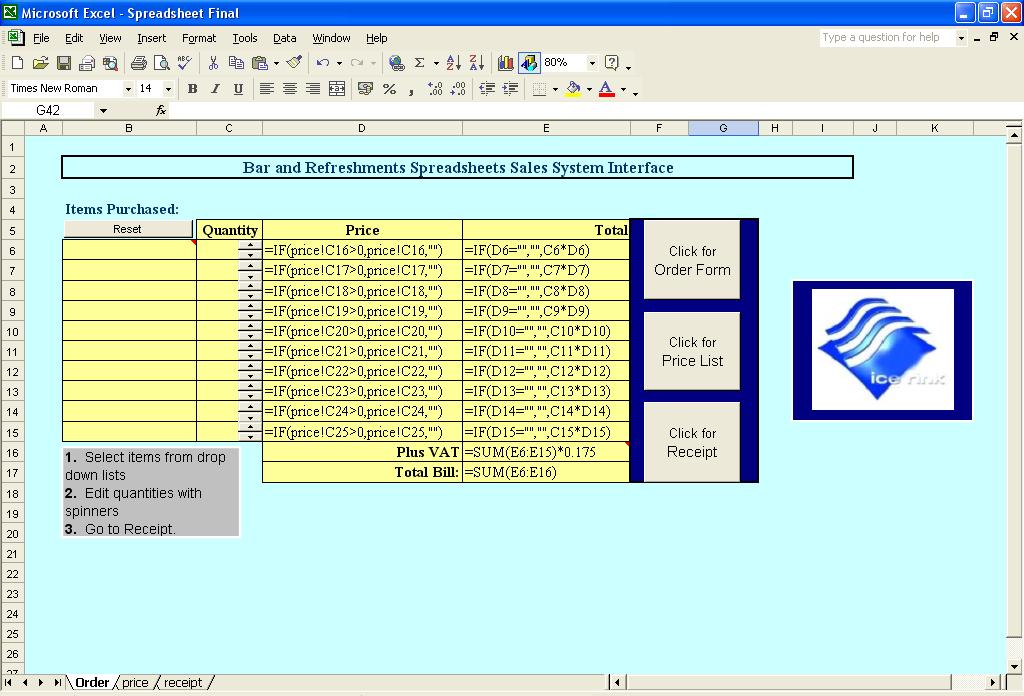 Microsoft Excel - Spreadsheet Final
File Edit View Insert Format Tools Data Window Help
Type a question for help
80%
Times New Roman 14 B I U
G42 fx
A B C D E F G H I J K
1
2 Bar and Refreshments Spreadsheets Sales System Interface
3
4 Items Purchased:
5 Reset Quantity Price Total
6 =IF(price!C16>0,price!C16,"") =IF(D6="","",C6*D6)
7 =IF(price!C17>0,price!C17,"") =IF(D7="","",C7*D7)
8 =IF(price!C18>0,price!C18,"") =IF(D8="","",C8*D8)
9 =IF(price!C19>0,price!C19,"") =IF(D9="","",C9*D9)
10 =IF(price!C20>0,price!C20,"") =IF(D10="","",C10*D10)
11 =IF(price!C21>0,price!C21,"") =IF(D11="","",C11*D11)
12 =IF(price!C22>0,price!C22,"") =IF(D12="","",C12*D12)
13 =IF(price!C23>0,price!C23,"") =IF(D13="","",C13*D13)
14 =IF(price!C24>0,price!C24,"") =IF(D14="","",C14*D14)
15 =IF(price!C25>0,price!C25,"") =IF(D15="","",C15*D15)
16 Plus VAT =SUM(E6:E15)*0.175
17 Total Bill: =SUM(E6:E16)
18
19
20
21
22
23
24
25
26
27
Click for
Order Form
Click for
Price List
Click for
Receipt
ice rink
1. Select items from drop
down lists
2. Edit quantities with
spinners
3. Go to Receipt.
Order price receipt